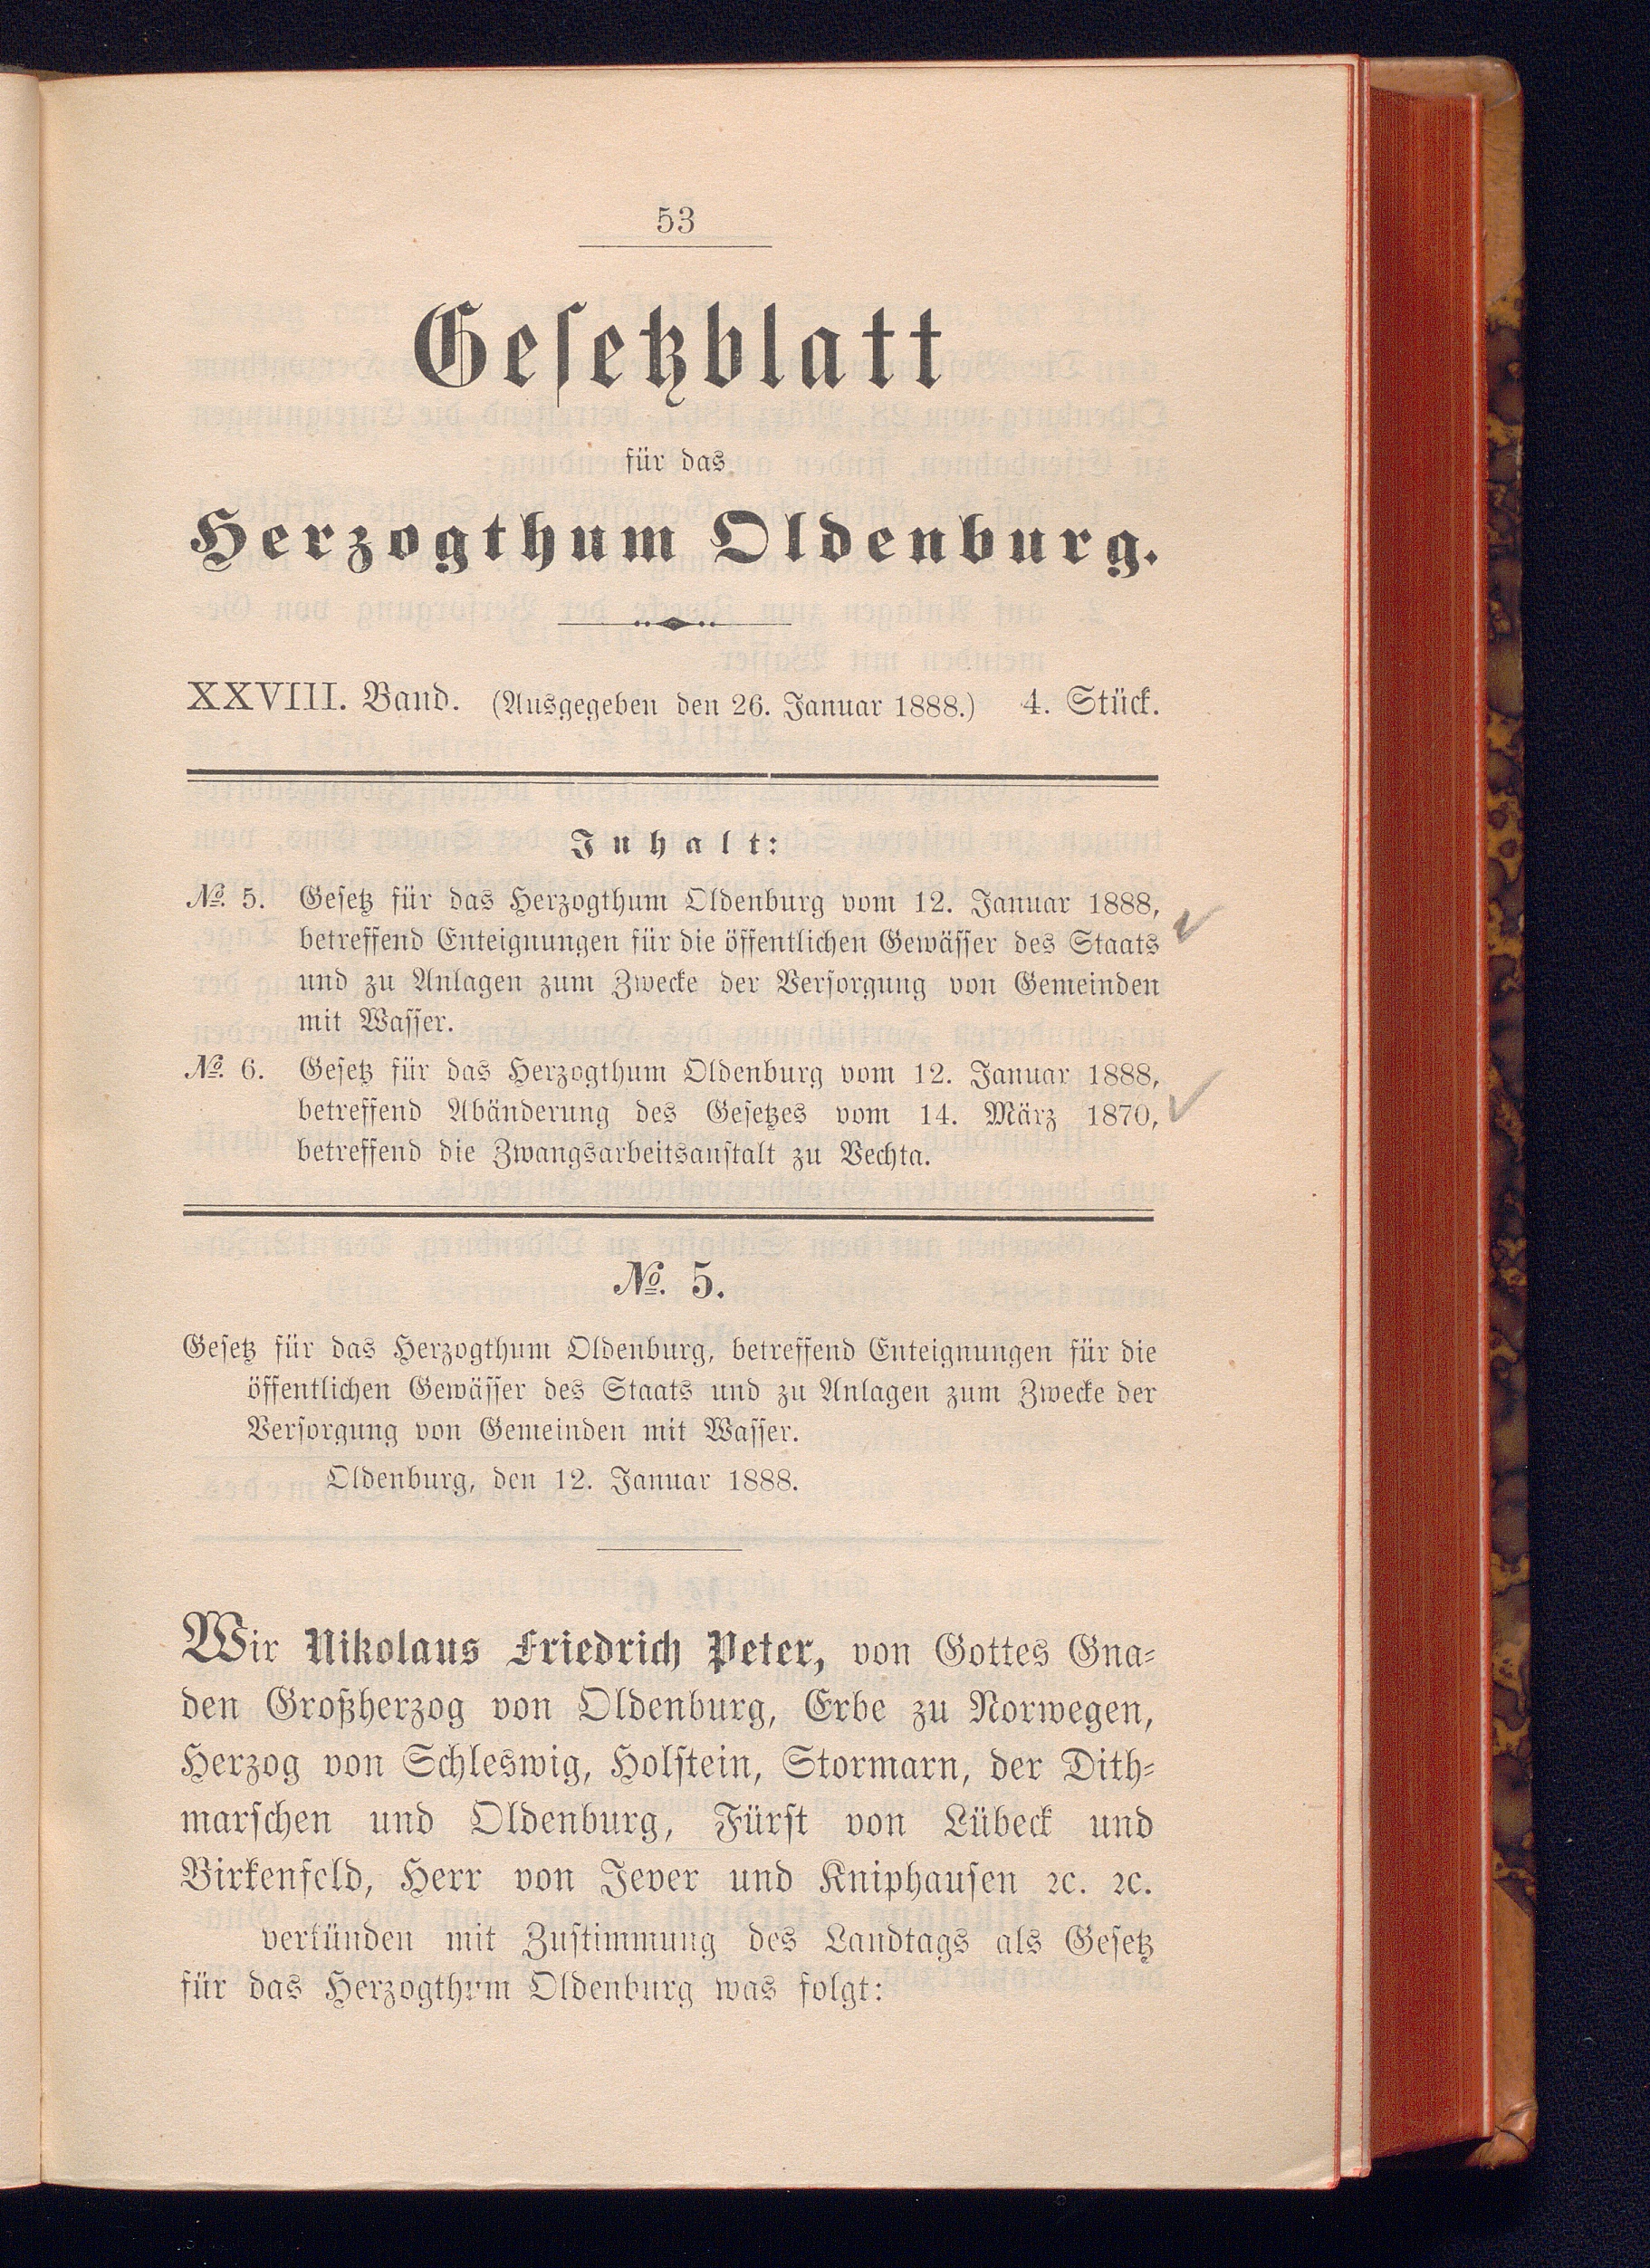 53
Gesetzblatt
für das
Herzogthum Oldenburg.
XXVIII. Band. (Ausgegeben den 26. Januar 1888.) 4. Stück.
Inhalt:
№. 5. Gesetz für das Herzogthum Oldenburg vom 12. Januar 1888,
betreffend Enteignungen für die öffentlichen Gewässer des Staats
und zu Anlagen zum Zwecke der Versorgung von Gemeinden
mit Wasser.
№. 6. Gesetz für das Herzogthum Oldenburg vom 12. Januar 1888,
betreffend Abänderung des Gesetzes vom 14. März 1870,
betreffend die Zwangsarbeitsanstalt zu Vechta.
№. 5.
Gesetz für das Herzogthum Oldenburg, betreffend Enteignungen für die
öffentlichen Gewässer des Staats und zu Anlagen zum Zwecke der
Versorgung von Gemeinden mit Wasser.
Oldenburg, den 12. Januar 1888.
Wir Nikolaus Friedrich Peter, von Gottes Gna-
den Großherzog von Oldenburg, Erbe zu Norwegen,
Herzog von Schleswig, Holstein, Stormarn, der Dith-
marschen und Oldenburg, Fürst von Lübeck und
Birkenfeld, Herr von Jever und Kniphausen ꝛc. ꝛc.
verkünden mit Zustimmung des Landtags als Gesetz
für das Herzogthum Oldenburg was folgt: